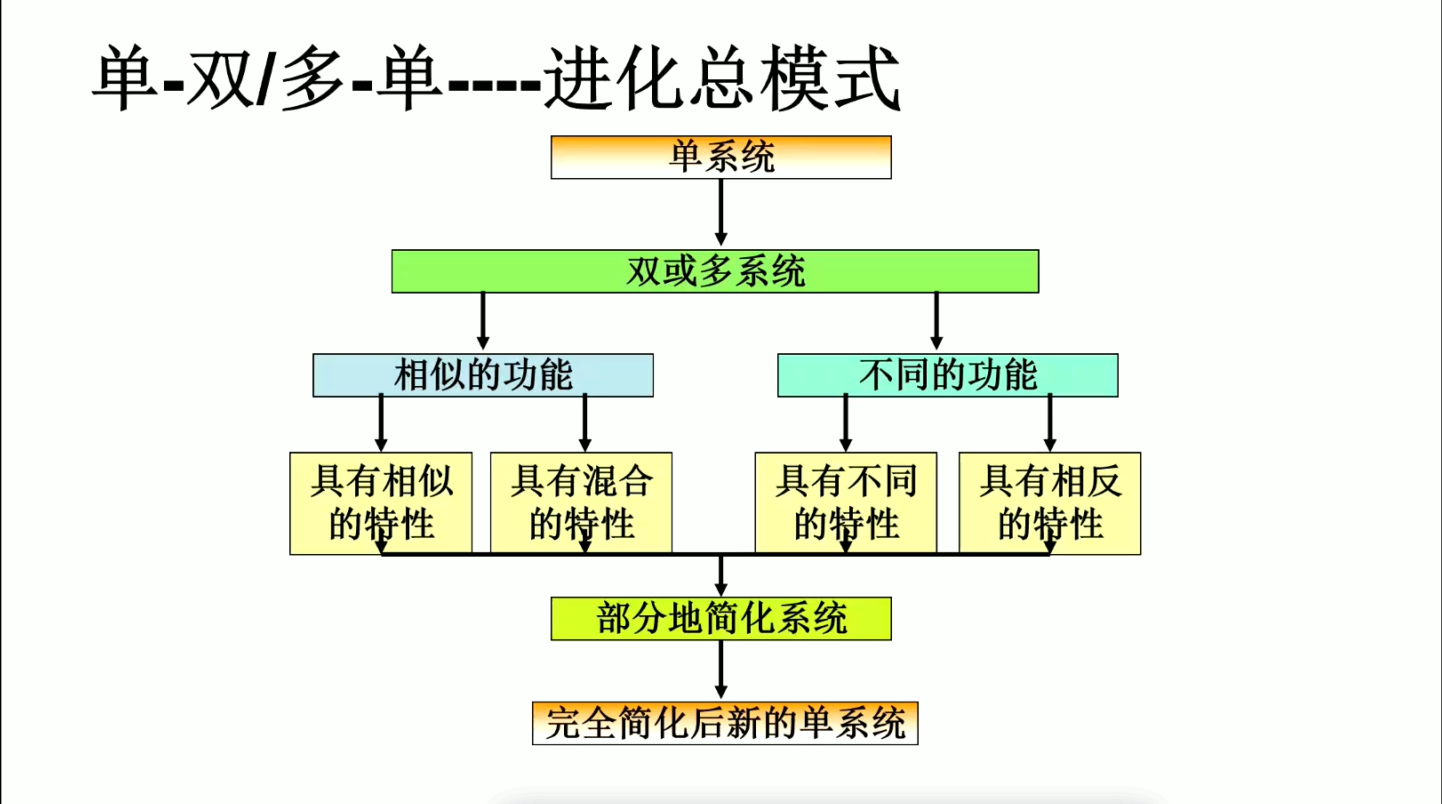 单-双/多-单----进化总模式
单系统
双或多系统
相似的功能
不同的功能
具有相似
的特性
具有混合
的特性
具有不同
的特性
具有相反
的特性
部分地简化系统
完全简化后新的单系统